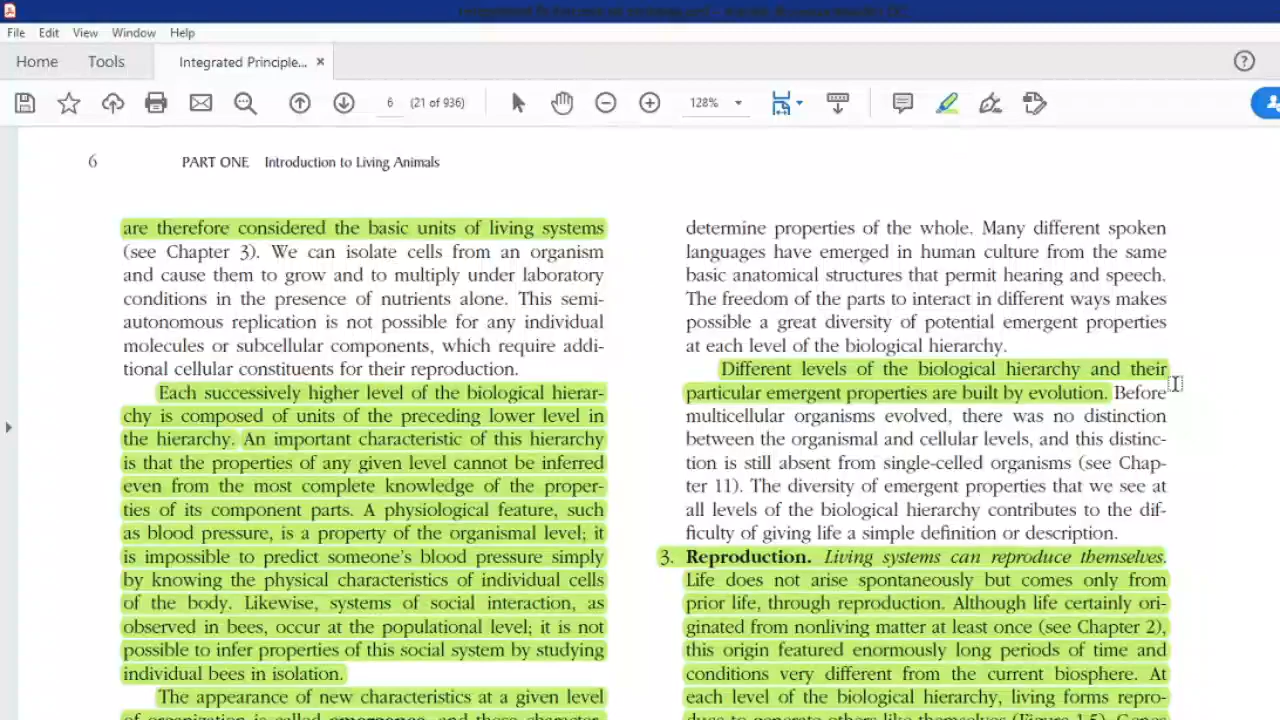 File Edit View Window Help
Home Tools Integrated Principle... ×
6 (21 of 936) 128%
6 PART ONE Introduction to Living Animals
are therefore considered the basic units of living systems
(see Chapter 3). We can isolate cells from an organism
and cause them to grow and to multiply under laboratory
conditions in the presence of nutrients alone. This semi-
autonomous replication is not possible for any individual
molecules or subcellular components, which require addi-
tional cellular constituents for their reproduction.
Each successively higher level of the biological hierar-
chy is composed of units of the preceding lower level in
the hierarchy. An important characteristic of this hierarchy
is that the properties of any given level cannot be inferred
even from the most complete knowledge of the proper-
ties of its component parts. A physiological feature, such
as blood pressure, is a property of the organismal level; it
is impossible to predict someone's blood pressure simply
by knowing the physical characteristics of individual cells
of the body. Likewise, systems of social interaction, as
observed in bees, occur at the populational level; it is not
possible to infer properties of this social system by studying
individual bees in isolation.
The appearance of new characteristics at a given level
of organization is called emergence, and these character-
determine properties of the whole. Many different spoken
languages have emerged in human culture from the same
basic anatomical structures that permit hearing and speech.
The freedom of the parts to interact in different ways makes
possible a great diversity of potential emergent properties
at each level of the biological hierarchy.
Different levels of the biological hierarchy and their
particular emergent properties are built by evolution. Before
multicellular organisms evolved, there was no distinction
between the organismal and cellular levels, and this distinc-
tion is still absent from single-celled organisms (see Chap-
ter 11). The diversity of emergent properties that we see at
all levels of the biological hierarchy contributes to the dif-
ficulty of giving life a simple definition or description.
3. Reproduction. Living systems can reproduce themselves.
Life does not arise spontaneously but comes only from
prior life, through reproduction. Although life certainly ori-
ginated from nonliving matter at least once (see Chapter 2),
this origin featured enormously long periods of time and
conditions very different from the current biosphere. At
each level of the biological hierarchy, living forms repro-
duce to generate others like themselves (Figure 1.5). Genes